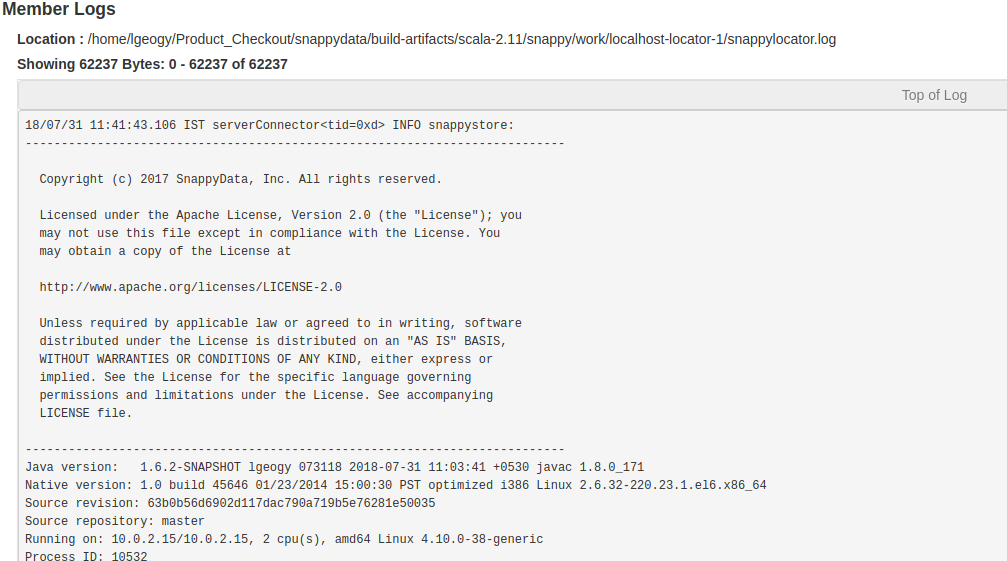 Member Logs
Location : /home/lgeogy/Product_Checkout/snappydata/build-artifacts/scala-2.11/snappy/work/localhost-locator-1/snappylocator.log
Showing 62237 Bytes: 0 - 62237 of 62237
Top of Log
18/07/31 11:41:43.106 IST serverConnector<tid=0xd> INFO snappystore:
---------------------------------------------------------------------------
Copyright (c) 2017 SnappyData, Inc. All rights reserved.
Licensed under the Apache License, Version 2.0 (the "License"); you
may not use this file except in compliance with the License. You
may obtain a copy of the License at
http://www.apache.org/licenses/LICENSE-2.0
Unless required by applicable law or agreed to in writing, software
distributed under the License is distributed on an "AS IS" BASIS,
WITHOUT WARRANTIES OR CONDITIONS OF ANY KIND, either express or
implied. See the License for the specific language governing
permissions and limitations under the License. See accompanying
LICENSE file.
---------------------------------------------------------------------------
Java version:   1.6.2-SNAPSHOT lgeogy 073118 2018-07-31 11:03:41 +0530 javac 1.8.0_171
Native version: 1.0 build 45646 01/23/2014 15:00:30 PST optimized i386 Linux 2.6.32-220.23.1.el6.x86_64
Source revision: 63b0b56d6902d117dac790a719b5e76281e50035
Source repository: master
Running on: 10.0.2.15/10.0.2.15, 2 cpu(s), amd64 Linux 4.10.0-38-generic
Process ID: 10532